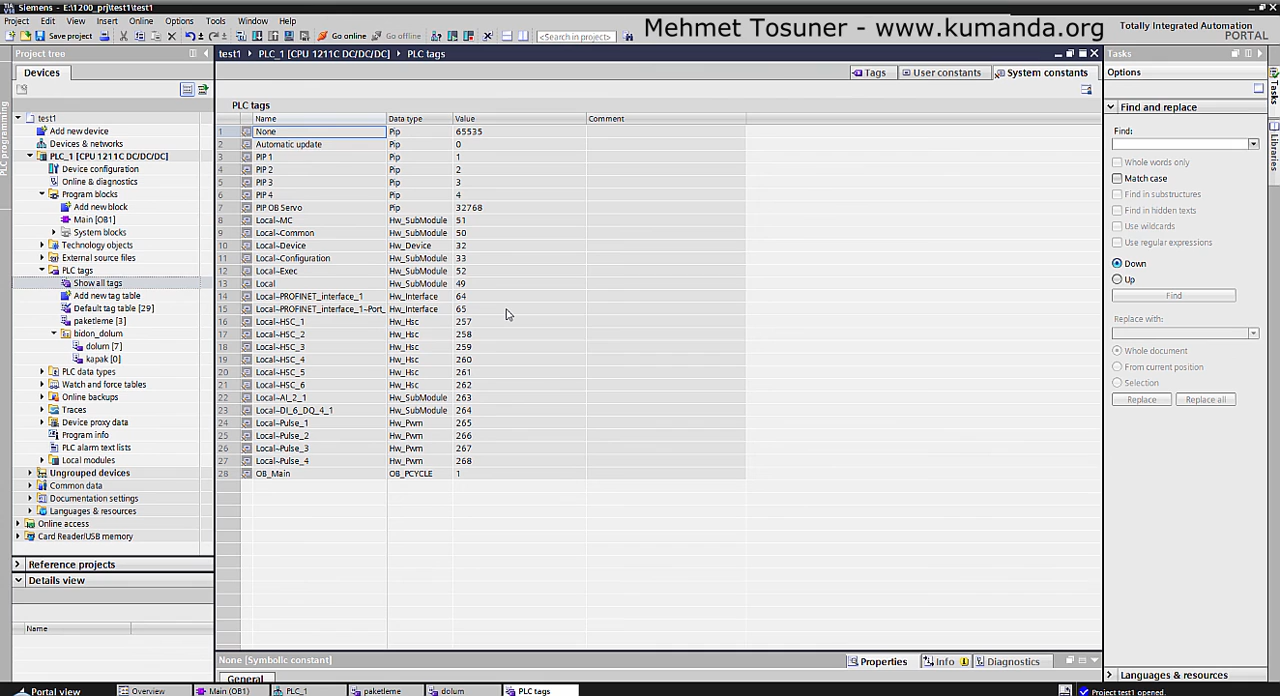 Siemens - E:\1200_prj\test1\test1
Project Edit View Insert Online Options Tools Window Help
Mehmet Tosuner - www.kumanda.org
Totally Integrated Automation
PORTAL
Save project
Go online
Go offline
<Search in project>
Project tree
test1 PLC_1 [CPU 1211C DC/DC/DC] PLC tags
Tasks
Devices
Tags
User constants
System constants
Options
PLC programming
Tasks
Libraries
test1
Add new device
Devices & networks
PLC_1 [CPU 1211C DC/DC/DC]
Device configuration
Online & diagnostics
Program blocks
Add new block
Main [OB1]
System blocks
Technology objects
External source files
PLC tags
Show all tags
Add new tag table
Default tag table [29]
paketleme [3]
bidon_dolum
dolum [7]
kapak [0]
PLC data types
Watch and force tables
Online backups
Traces
Device proxy data
Program info
PLC alarm text lists
Local modules
Ungrouped devices
Common data
Documentation settings
Languages & resources
Online access
Card Reader/USB memory
Reference projects
Details view
Name
PLC tags
Name Data type Value Comment
1 None Pip 65535
2 Automatic update Pip 0
3 PIP 1 Pip 1
4 PIP 2 Pip 2
5 PIP 3 Pip 3
6 PIP 4 Pip 4
7 PIP OB Servo Pip 32768
8 Local~MC Hw_SubModule 51
9 Local~Common Hw_SubModule 50
10 Local~Device Hw_Device 32
11 Local~Configuration Hw_SubModule 33
12 Local~Exec Hw_SubModule 52
13 Local Hw_SubModule 49
14 Local~PROFINET_interface_1 Hw_Interface 64
15 Local~PROFINET_interface_1~Port_ Hw_Interface 65
16 Local~HSC_1 Hw_Hsc 257
17 Local~HSC_2 Hw_Hsc 258
18 Local~HSC_3 Hw_Hsc 259
19 Local~HSC_4 Hw_Hsc 260
20 Local~HSC_5 Hw_Hsc 261
21 Local~HSC_6 Hw_Hsc 262
22 Local~AI_2_1 Hw_SubModule 263
23 Local~DI_6_DQ_4_1 Hw_SubModule 264
24 Local~Pulse_1 Hw_Pwm 265
25 Local~Pulse_2 Hw_Pwm 266
26 Local~Pulse_3 Hw_Pwm 267
27 Local~Pulse_4 Hw_Pwm 268
28 OB_Main OB_PCYCLE 1
Find and replace
Find:
Whole words only
Match case
Find in substructures
Find in hidden texts
Use wildcards
Use regular expressions
Down
Up
Find
Replace with:
Whole document
From current position
Selection
Replace Replace all
Languages & resources
None [Symbolic constant]
Properties Info Diagnostics
General
Portal view Overview Main (OB1) PLC_1 paketleme dolum PLC tags
Project test1 opened.